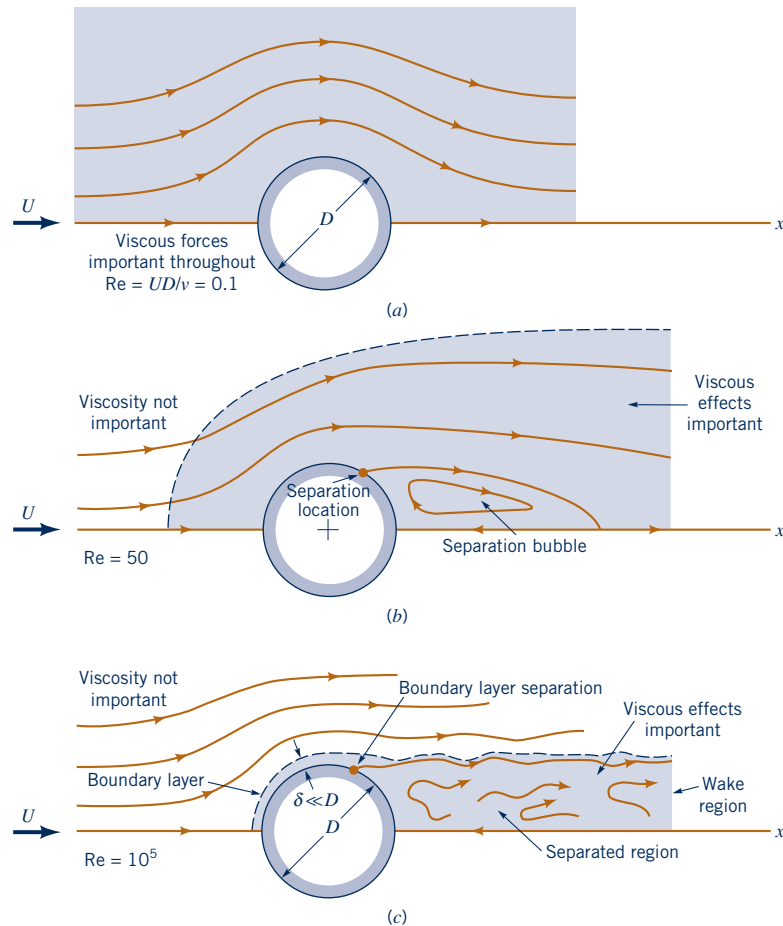 U
D
x
Viscous forces
important throughout
Re = UD/v = 0.1
(a)
Viscosity not
important
Viscous
effects
important
Separation
location
U
x
Separation bubble
Re = 50
(b)
Viscosity not
important
Boundary layer separation
Viscous effects
important
Boundary layer
δ ≪ D
Wake
region
D
U
x
Separated region
Re = 10⁵
(c)